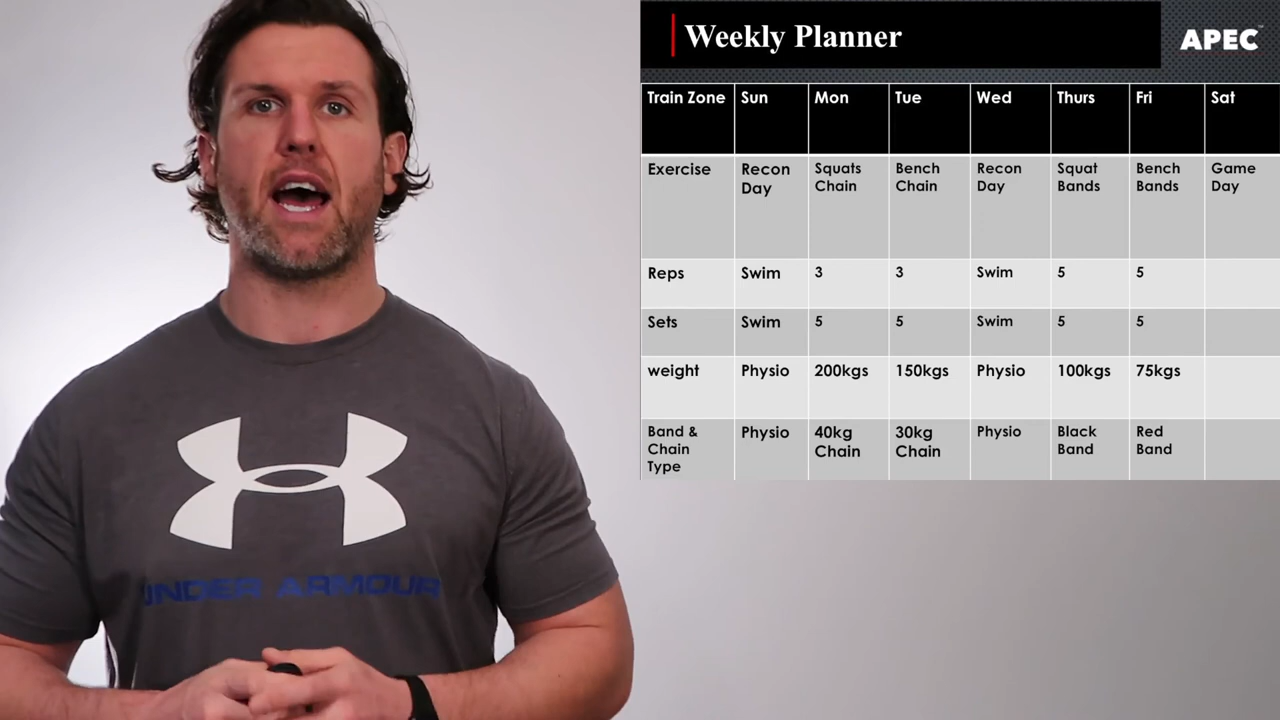 Weekly Planner
APEC
Train Zone Sun Mon Tue Wed Thurs Fri Sat
Exercise Recon Day Squats Chain Bench Chain Recon Day Squat Bands Bench Bands Game Day
Reps Swim 3 3 Swim 5 5
Sets Swim 5 5 Swim 5 5
weight Physio 200kgs 150kgs Physio 100kgs 75kgs
Band & Chain Type Physio 40kg Chain 30kg Chain Physio Black Band Red Band
UNDER ARMOUR